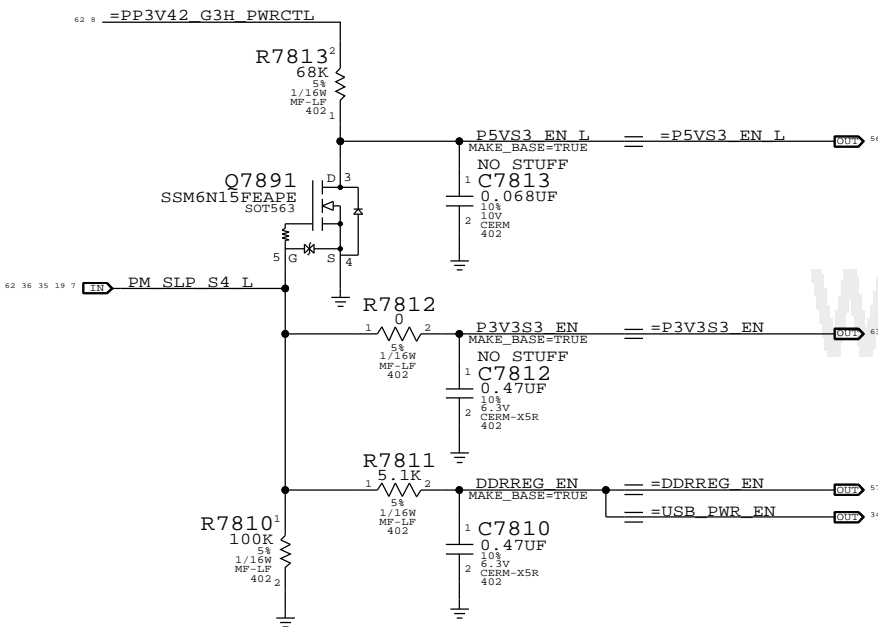 62 8 =PP3V42_G3H_PWRCTL
R7813 2
68K
5%
1/16W
MF-LF
402 1
P5VS3_EN_L =P5VS3_EN_L OUT 56
MAKE_BASE=TRUE
NO STUFF
1 C7813
0.068UF
10%
2 10V
CERM
402
Q7891 D 3
SSM6N15FEAPE
SOT563
5 G S 4
62 36 35 19 7 IN PM_SLP_S4_L
R7812
0
1 2
5%
1/16W
MF-LF
402
P3V3S3_EN =P3V3S3_EN OUT 63
MAKE_BASE=TRUE
NO STUFF
1 C7812
0.47UF
10%
2 6.3V
CERM-X5R
402
R7811
5.1K
1 2
5%
1/16W
MF-LF
402
DDRREG_EN =DDRREG_EN OUT 57
MAKE_BASE=TRUE
=USB_PWR_EN OUT 34
R7810 1
100K
5%
1/16W
MF-LF
402 2
1 C7810
0.47UF
10%
2 6.3V
CERM-X5R
402